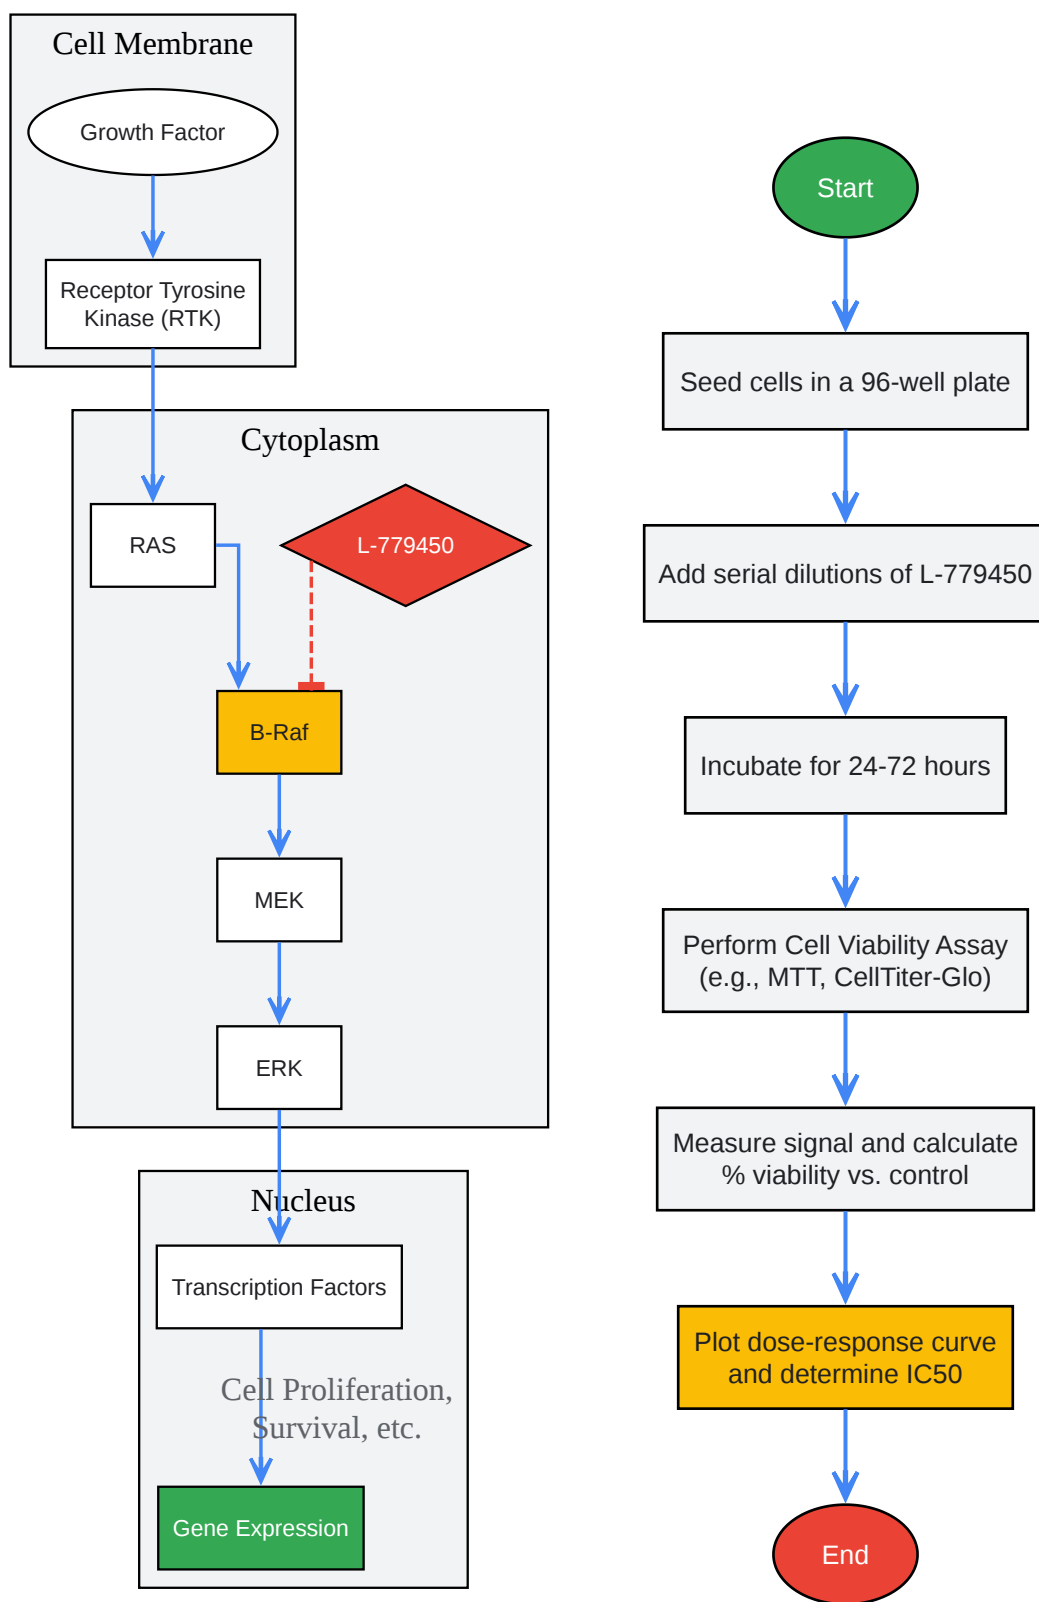 Cell Membrane
Growth Factor
Receptor Tyrosine
Kinase (RTK)
Cytoplasm
RAS
L-779450
B-Raf
MEK
ERK
Nucleus
Transcription Factors
Cell Proliferation,
Survival, etc.
Gene Expression
Start
Seed cells in a 96-well plate
Add serial dilutions of L-779450
Incubate for 24-72 hours
Perform Cell Viability Assay
(e.g., MTT, CellTiter-Glo)
Measure signal and calculate
% viability vs. control
Plot dose-response curve
and determine IC50
End